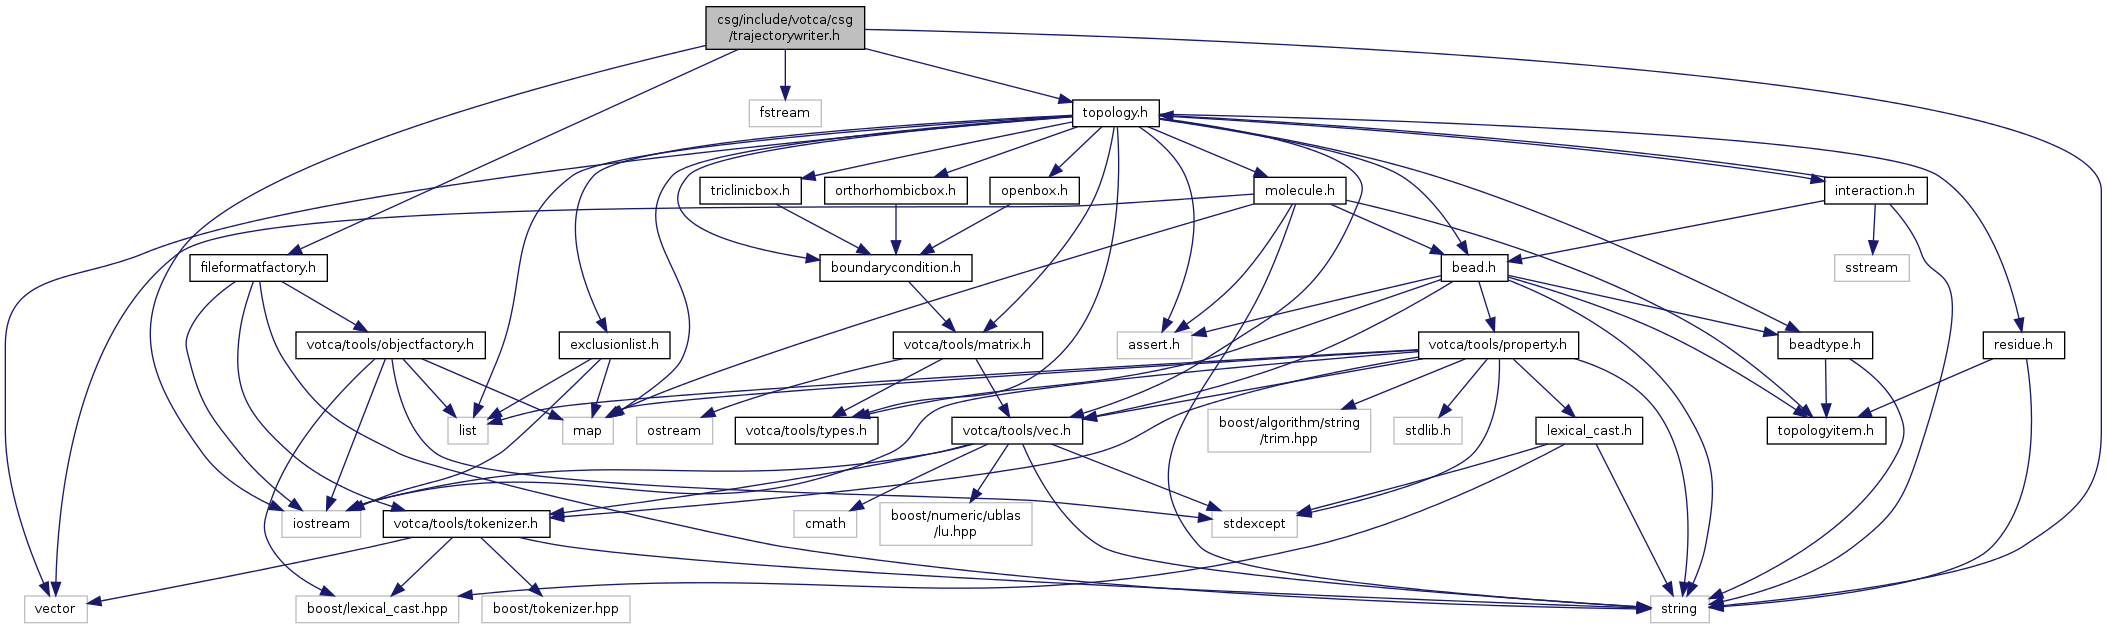 csg/include/votca/csg
/trajectorywriter.h
fstream
topology.h
triclinicbox.h
orthorhombicbox.h
openbox.h
molecule.h
interaction.h
fileformatfactory.h
boundarycondition.h
bead.h
sstream
votca/tools/objectfactory.h
exclusionlist.h
votca/tools/matrix.h
assert.h
votca/tools/property.h
beadtype.h
residue.h
list
map
ostream
votca/tools/types.h
votca/tools/vec.h
boost/algorithm/string
/trim.hpp
stdlib.h
lexical_cast.h
topologyitem.h
iostream
votca/tools/tokenizer.h
cmath
boost/numeric/ublas
/lu.hpp
stdexcept
vector
boost/lexical_cast.hpp
boost/tokenizer.hpp
string